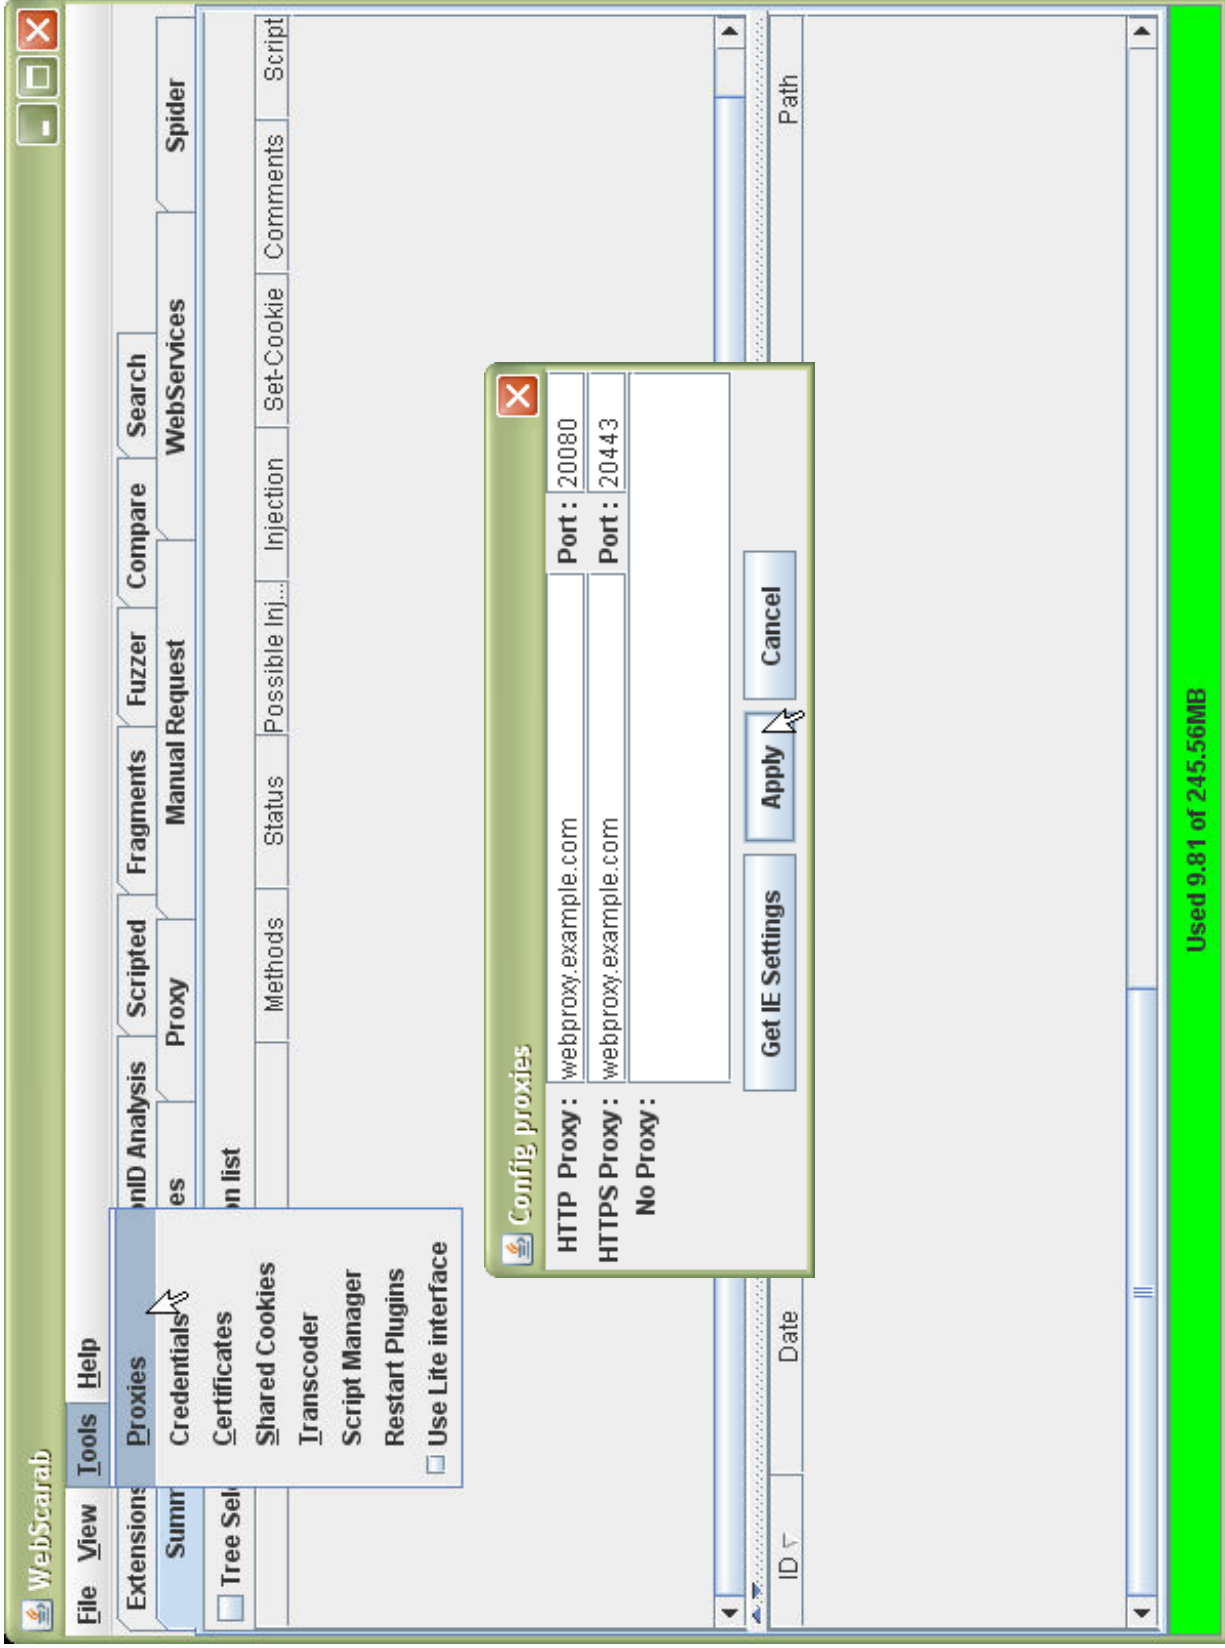 WebScarab
File View Tools Help
Extensions
onID Analysis Scripted Fragments Fuzzer Compare Search
Summ
es Proxy Manual Request WebServices Spider
Proxies
Credentials
Certificates
Shared Cookies
Transcoder
Script Manager
Restart Plugins
Use Lite interface
Tree Sele
on list
Methods Status Possible Inj... Injection Set-Cookie Comments Script
Config proxies
HTTP Proxy : webproxy.example.com Port : 20080
HTTPS Proxy : webproxy.example.com Port : 20443
No Proxy :
Get IE Settings Apply Cancel
ID Date Path
Used 9.81 of 245.56MB